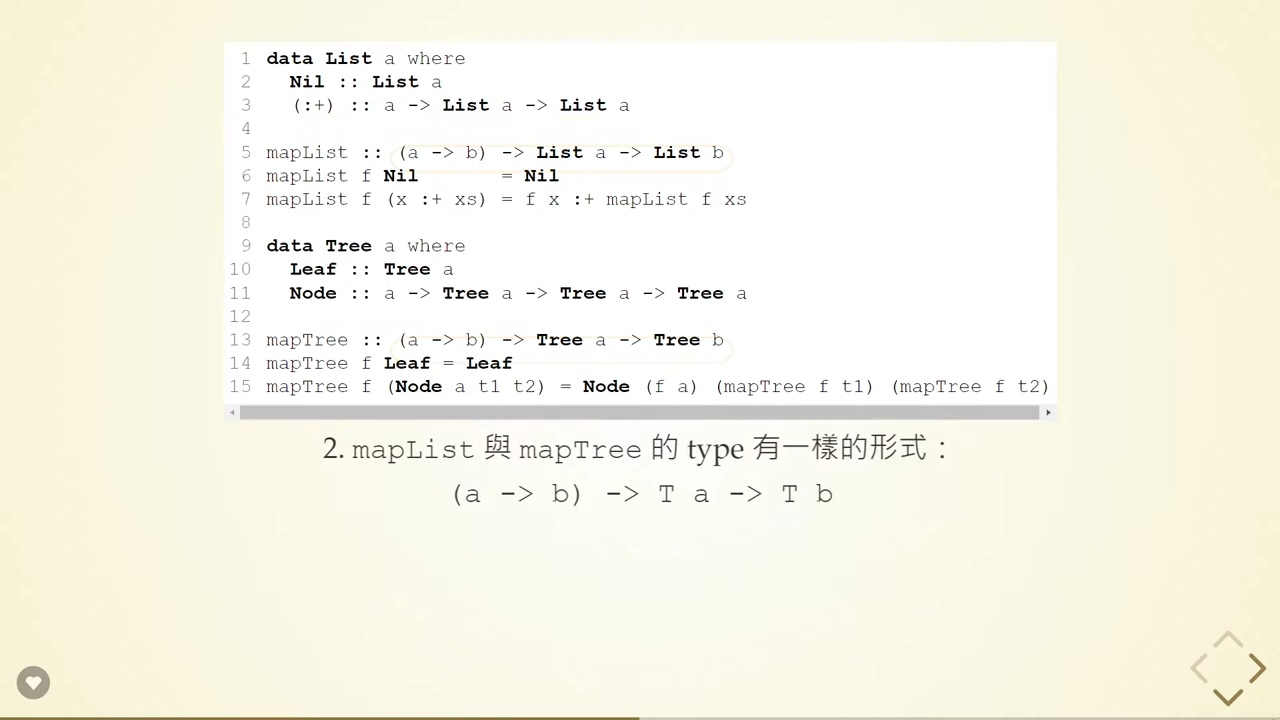 1 data List a where
2   Nil :: List a
3   (:+) :: a -> List a -> List a
4
5 mapList :: (a -> b) -> List a -> List b
6 mapList f Nil       = Nil
7 mapList f (x :+ xs) = f x :+ mapList f xs
8
9 data Tree a where
10   Leaf :: Tree a
11   Node :: a -> Tree a -> Tree a -> Tree a
12
13 mapTree :: (a -> b) -> Tree a -> Tree b
14 mapTree f Leaf = Leaf
15 mapTree f (Node a t1 t2) = Node (f a) (mapTree f t1) (mapTree f t2)
2. mapList 與 mapTree 的 type 有一樣的形式：
(a -> b) -> T a -> T b